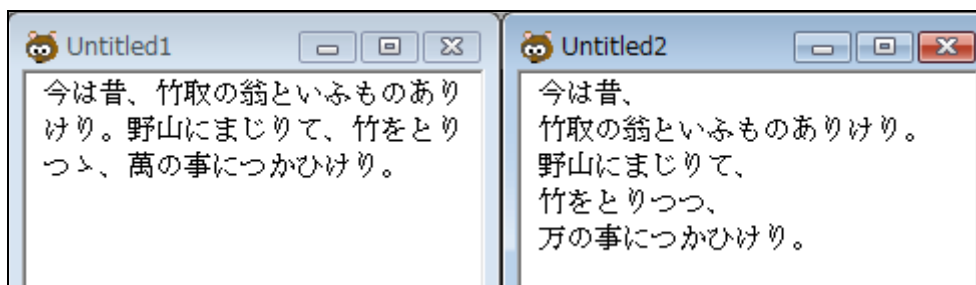 Untitled1
今は昔、竹取の翁といふものあり
けり。野山にまじりて、竹をとり
つゝ、萬の事につかひけり。
Untitled2
今は昔、
竹取の翁といふものありけり。
野山にまじりて、
竹をとりつつ、
万の事につかひけり。